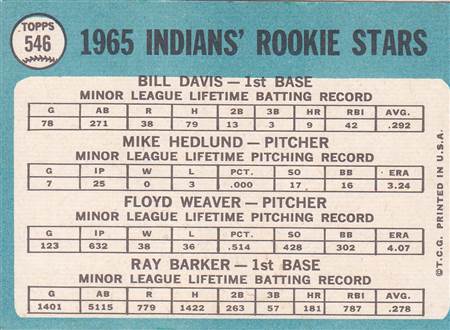 TOPPS
546
1965 INDIANS' ROOKIE STARS
BILL DAVIS—1st BASE
MINOR LEAGUE LIFETIME BATTING RECORD
G AB R H 2B 3B HR RBI AVG.
78 271 38 79 13 3 9 42 .292
MIKE HEDLUND—PITCHER
MINOR LEAGUE LIFETIME PITCHING RECORD
G IP W L PCT. SO BB ERA
7 25 0 3 .000 17 16 3.24
FLOYD WEAVER—PITCHER
MINOR LEAGUE LIFETIME PITCHING RECORD
G IP W L PCT. SO BB ERA
123 632 38 36 .514 428 302 4.07
RAY BARKER—1st BASE
MINOR LEAGUE LIFETIME BATTING RECORD
G AB R H 2B 3B HR RBI AVG.
1401 5115 779 1422 263 57 181 787 .278
©T.C.G. PRINTED IN U.S.A.